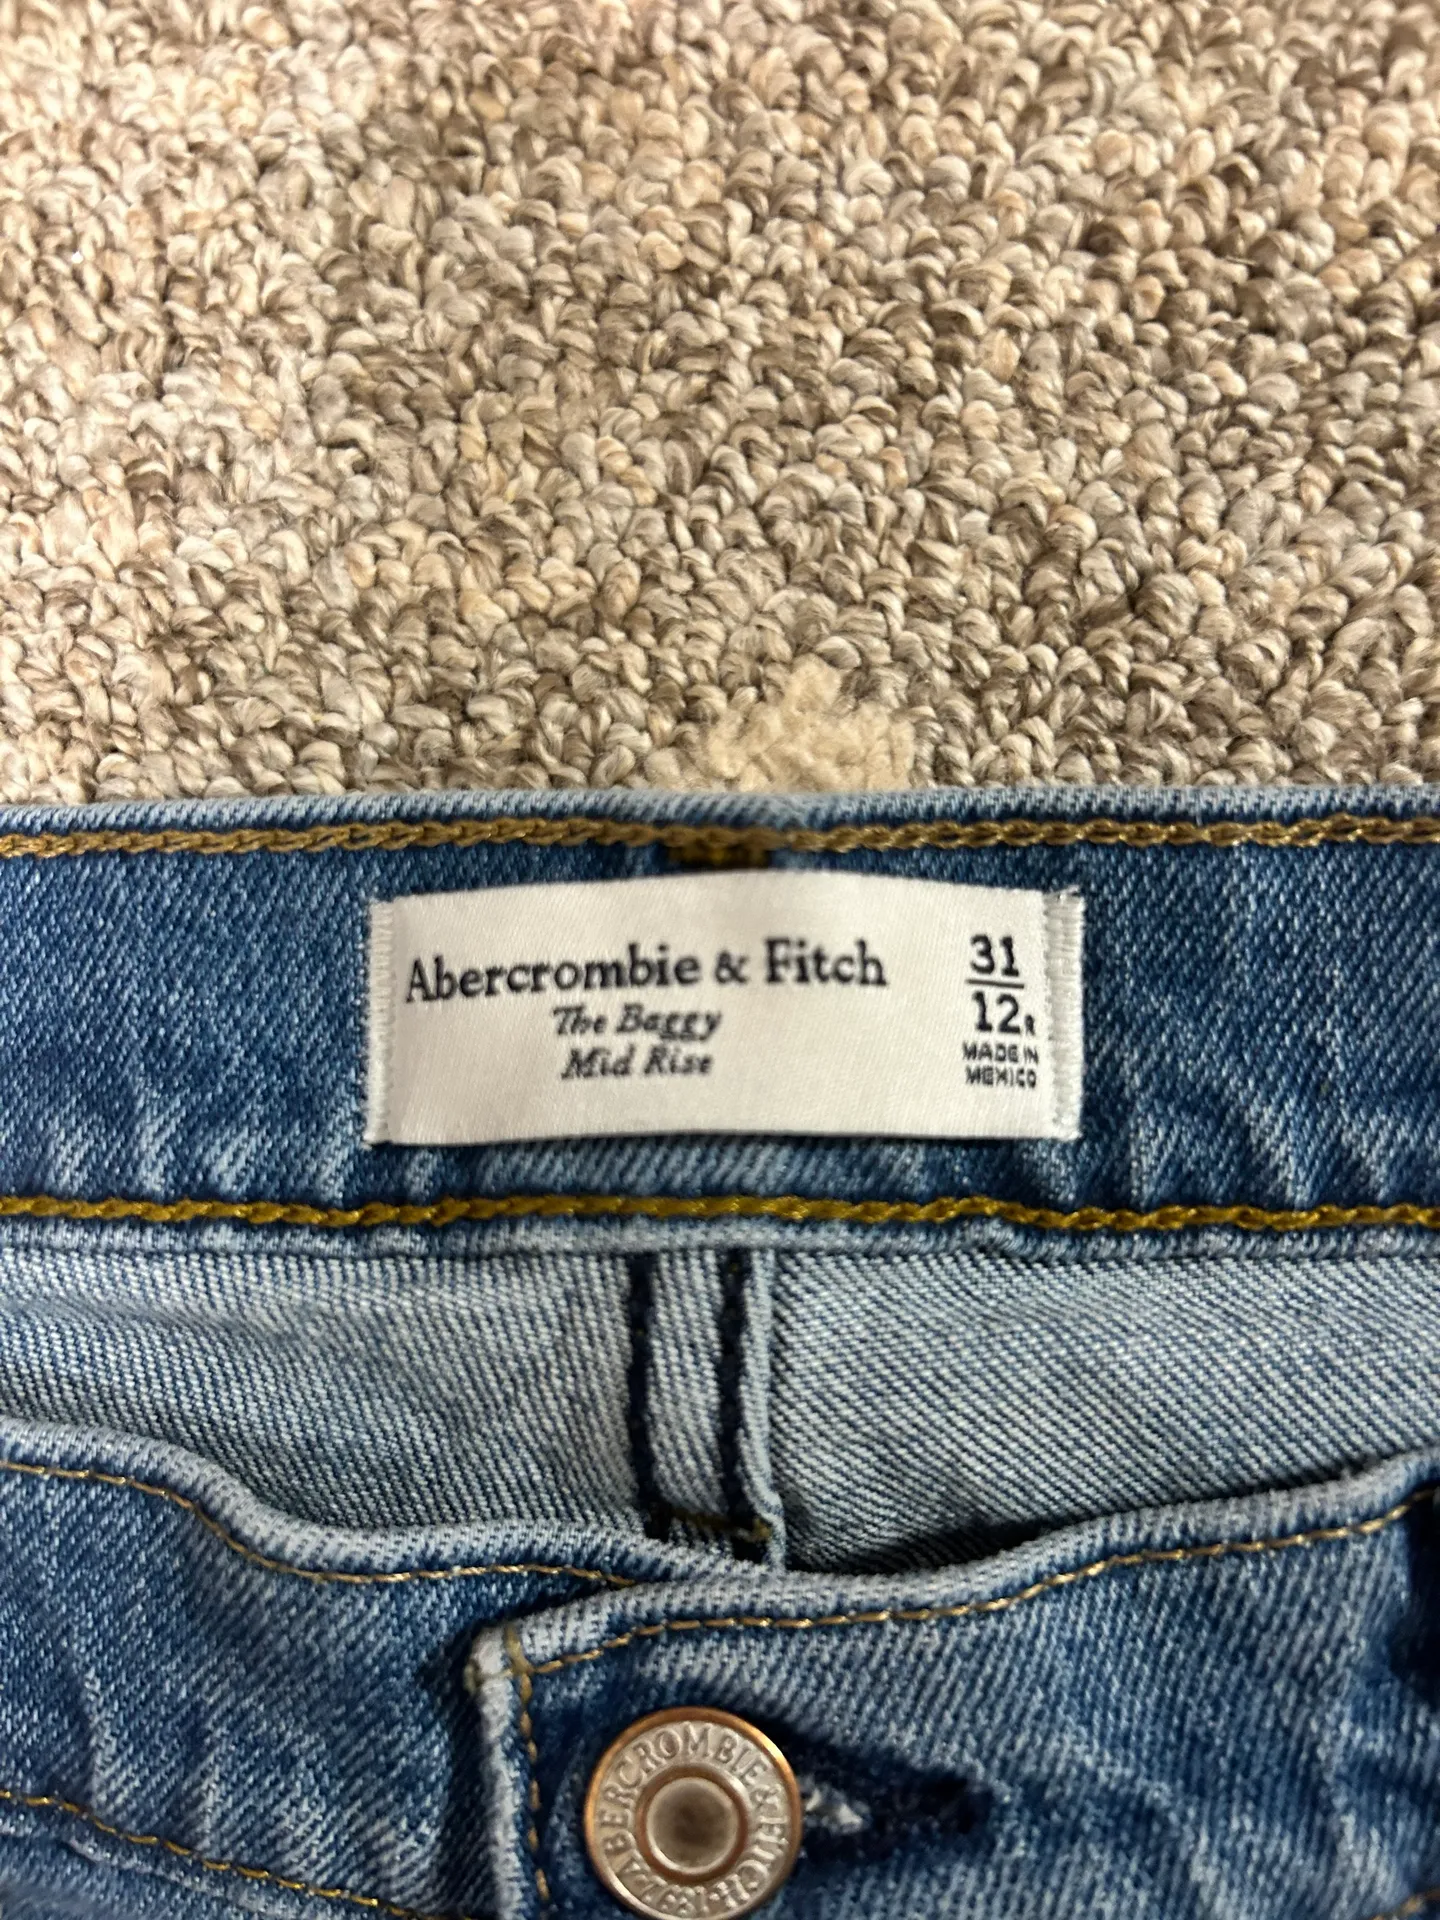 Abercrombie & Fitch
The Baggy
Mid Rise
31
12R
MADE IN
MEXICO
ABERCROMBIE & FITCH